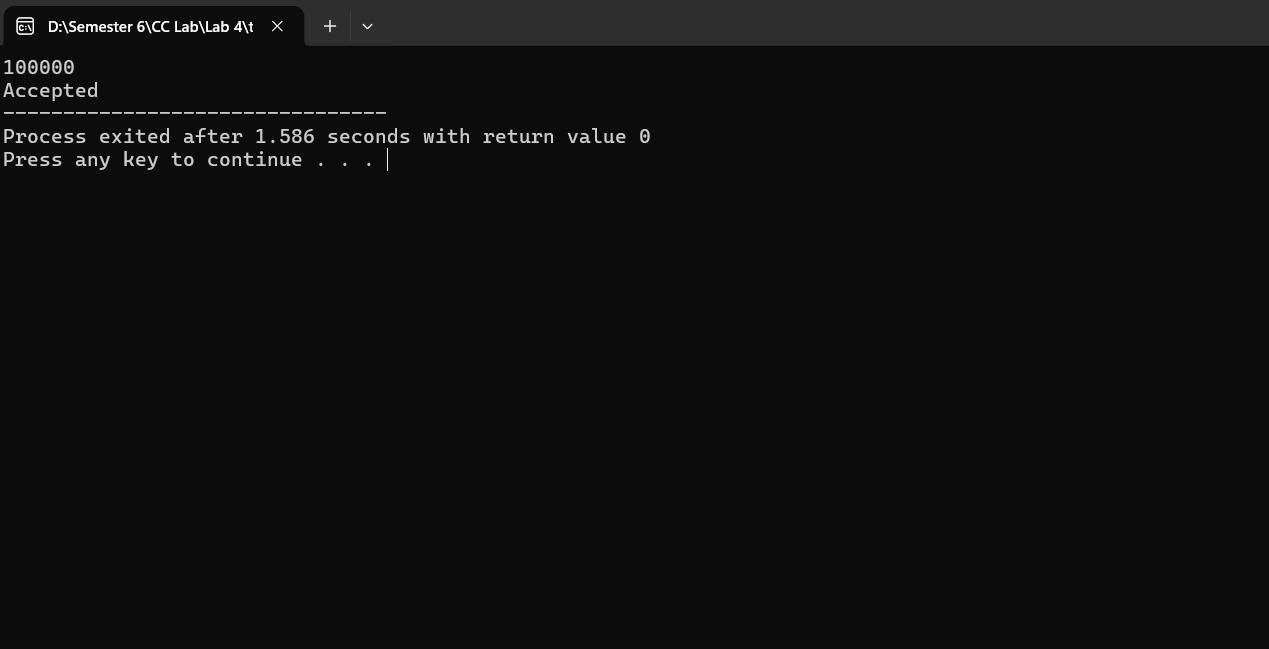 D:\Semester 6\CC Lab\Lab 4\t
100000
Accepted
--------------------------------
Process exited after 1.586 seconds with return value 0
Press any key to continue . . .